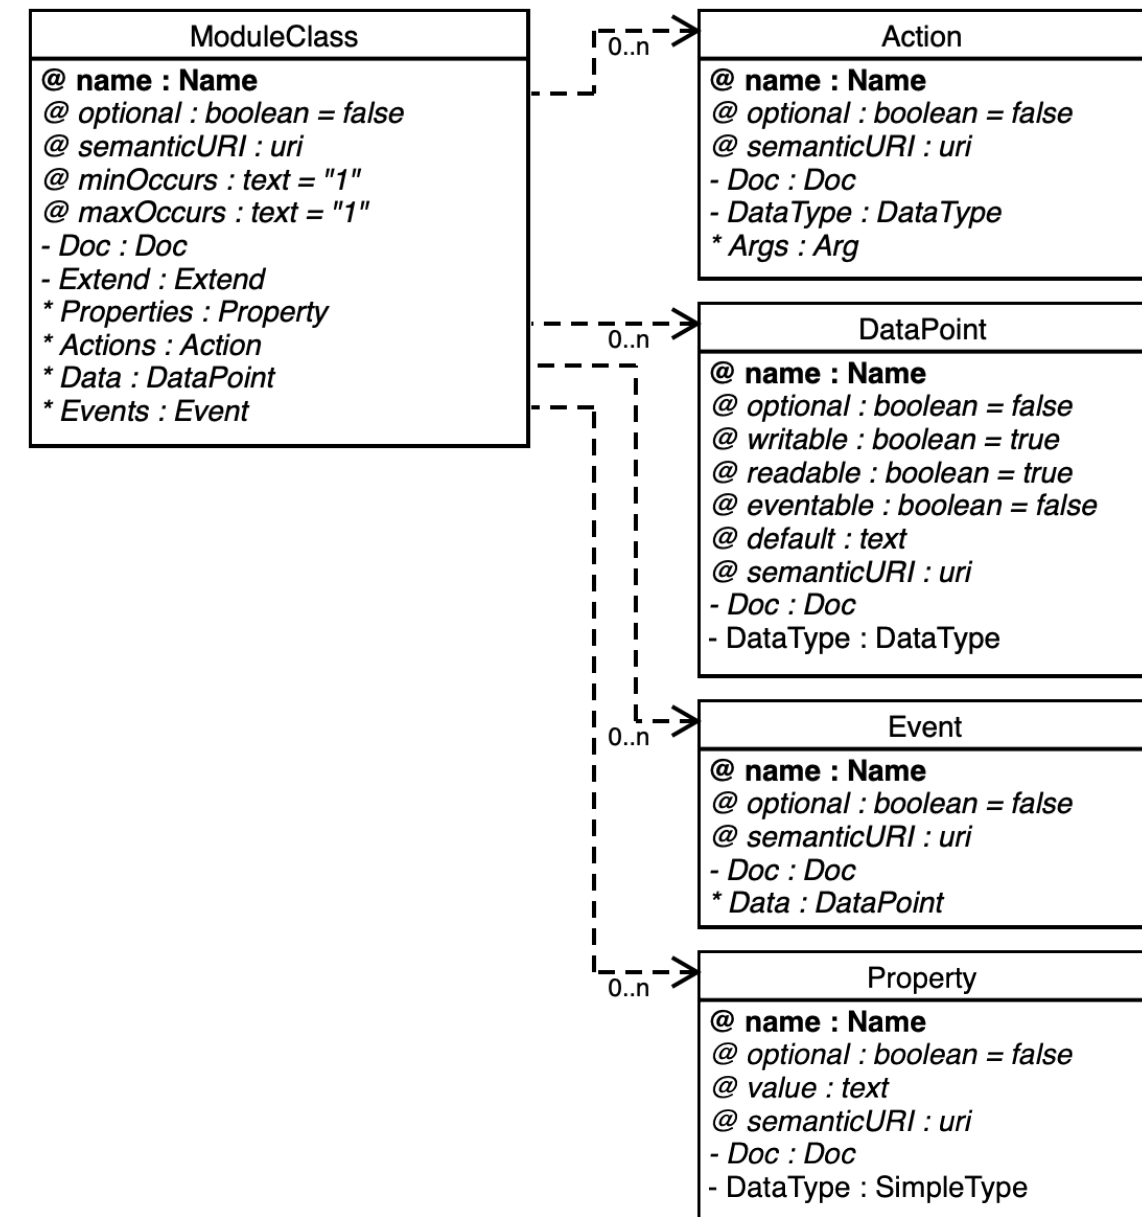 ModuleClass
@ name : Name
@ optional : boolean = false
@ semanticURI : uri
@ minOccurs : text = "1"
@ maxOccurs : text = "1"
- Doc : Doc
- Extend : Extend
* Properties : Property
* Actions : Action
* Data : DataPoint
* Events : Event
0..n
Action
@ name : Name
@ optional : boolean = false
@ semanticURI : uri
- Doc : Doc
- DataType : DataType
* Args : Arg
0..n
DataPoint
@ name : Name
@ optional : boolean = false
@ writable : boolean = true
@ readable : boolean = true
@ eventable : boolean = false
@ default : text
@ semanticURI : uri
- Doc : Doc
- DataType : DataType
0..n
Event
@ name : Name
@ optional : boolean = false
@ semanticURI : uri
- Doc : Doc
* Data : DataPoint
0..n
Property
@ name : Name
@ optional : boolean = false
@ value : text
@ semanticURI : uri
- Doc : Doc
- DataType : SimpleType